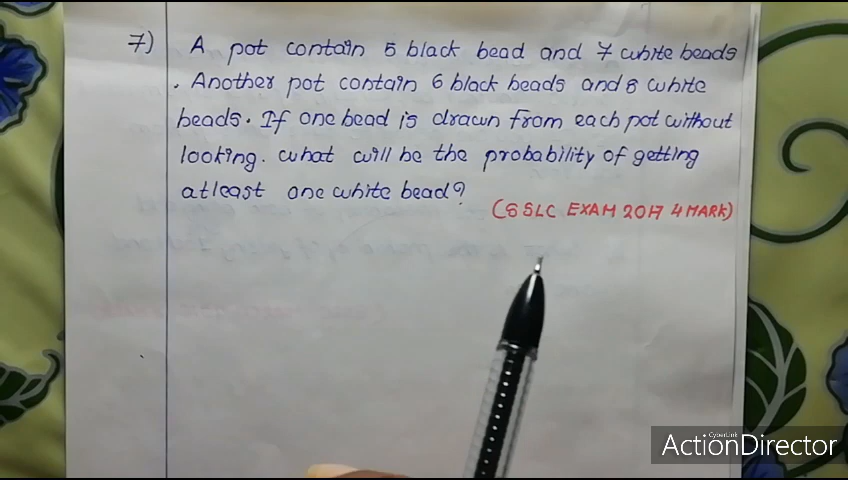 7) A pot contain 5 black bead and 7 white beads
. Another pot contain 6 black beads and 8 white
beads. If one bead is drawn from each pot without
looking. what will be the probability of getting
atleast one white bead?
(SSLC EXAM 2017 4 MARK)
CyberLink
ActionDirector